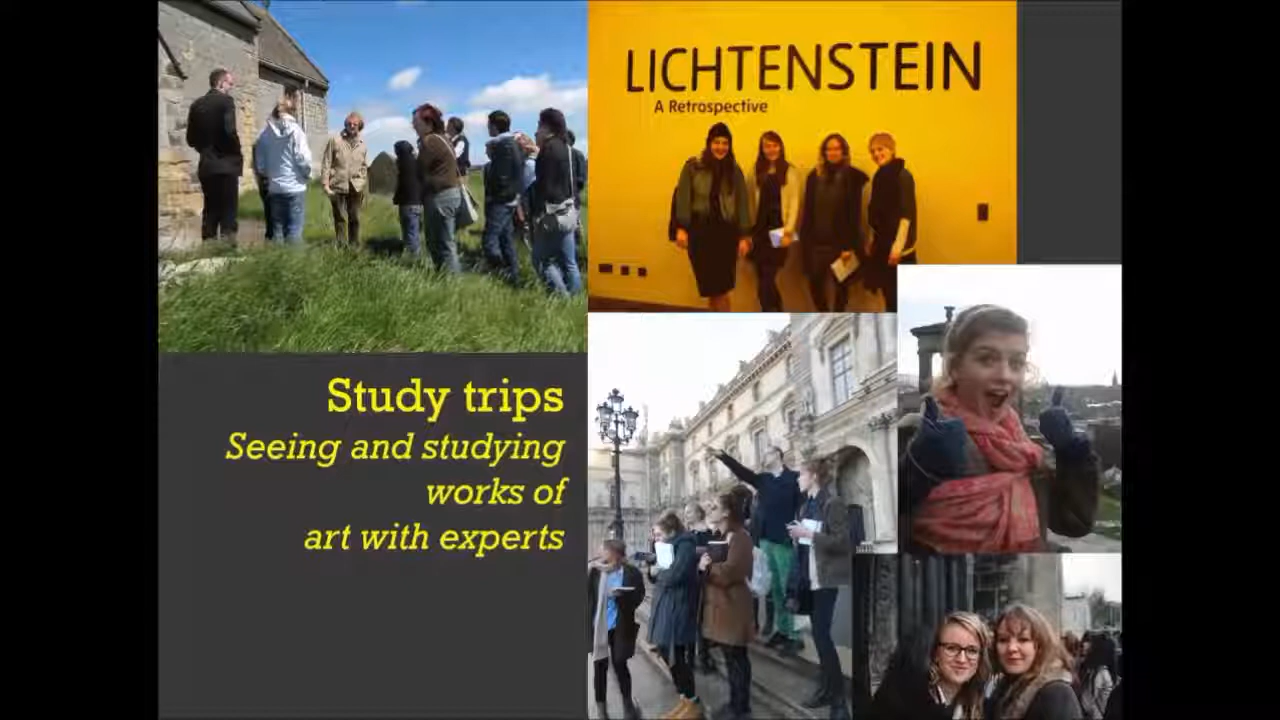 LICHTENSTEIN
A Retrospective
Study trips
Seeing and studying
works of
art with experts